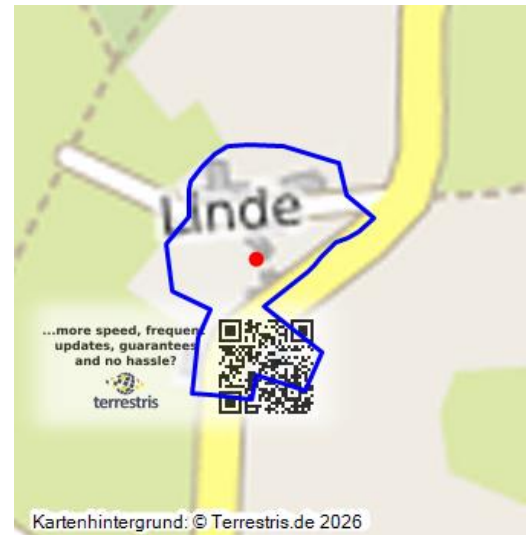 Linde
...more speed, frequent
updates, guarantees
and no hassle?
terrestris
Kartenhintergrund: © Terrestris.de 2026